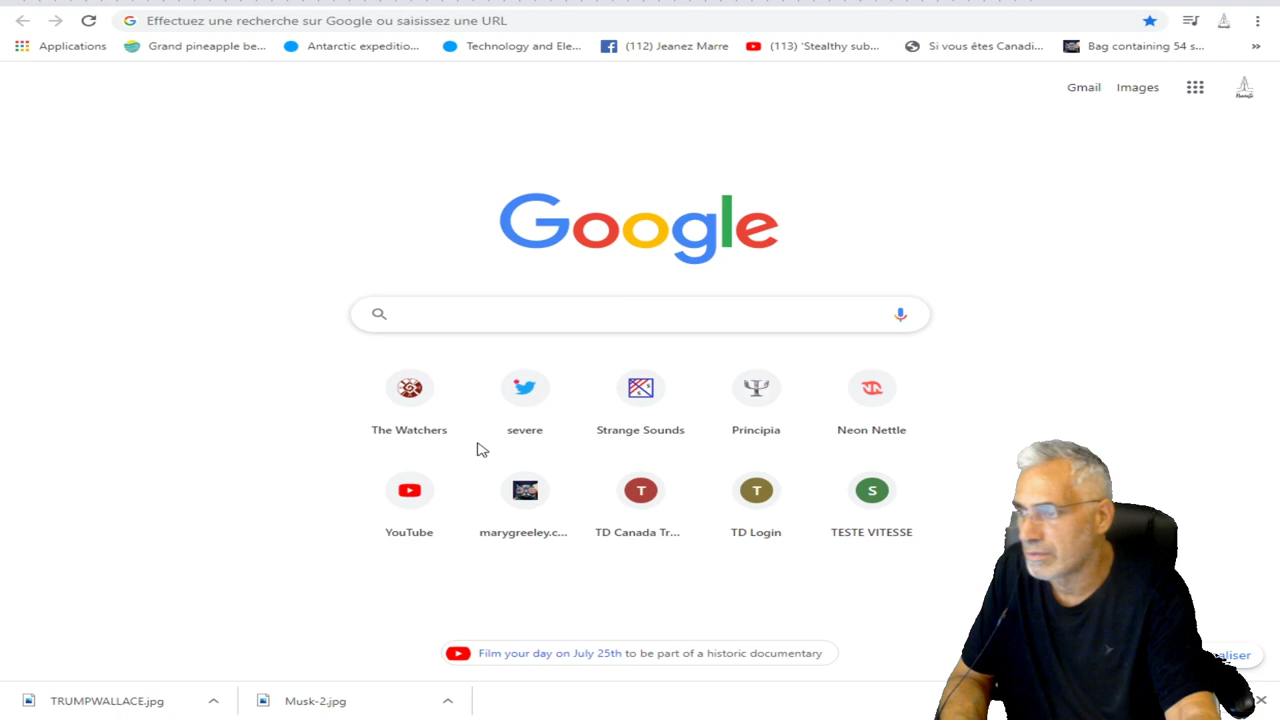 Effectuez une recherche sur Google ou saisissez une URL
Applications Grand pineapple be... Antarctic expeditio... Technology and Ele... (112) Jeanez Marre (113) 'Stealthy sub... Si vous êtes Canadi... Bag containing 54 s... »
Gmail Images
Google
The Watchers severe Strange Sounds Principia Neon Nettle
YouTube marygreeley.c... TD Canada Tr... TD Login TESTE VITESSE
T T S
Film your day on July 25th to be part of a historic documentary
aliser
TRUMPWALLACE.jpg Musk-2.jpg